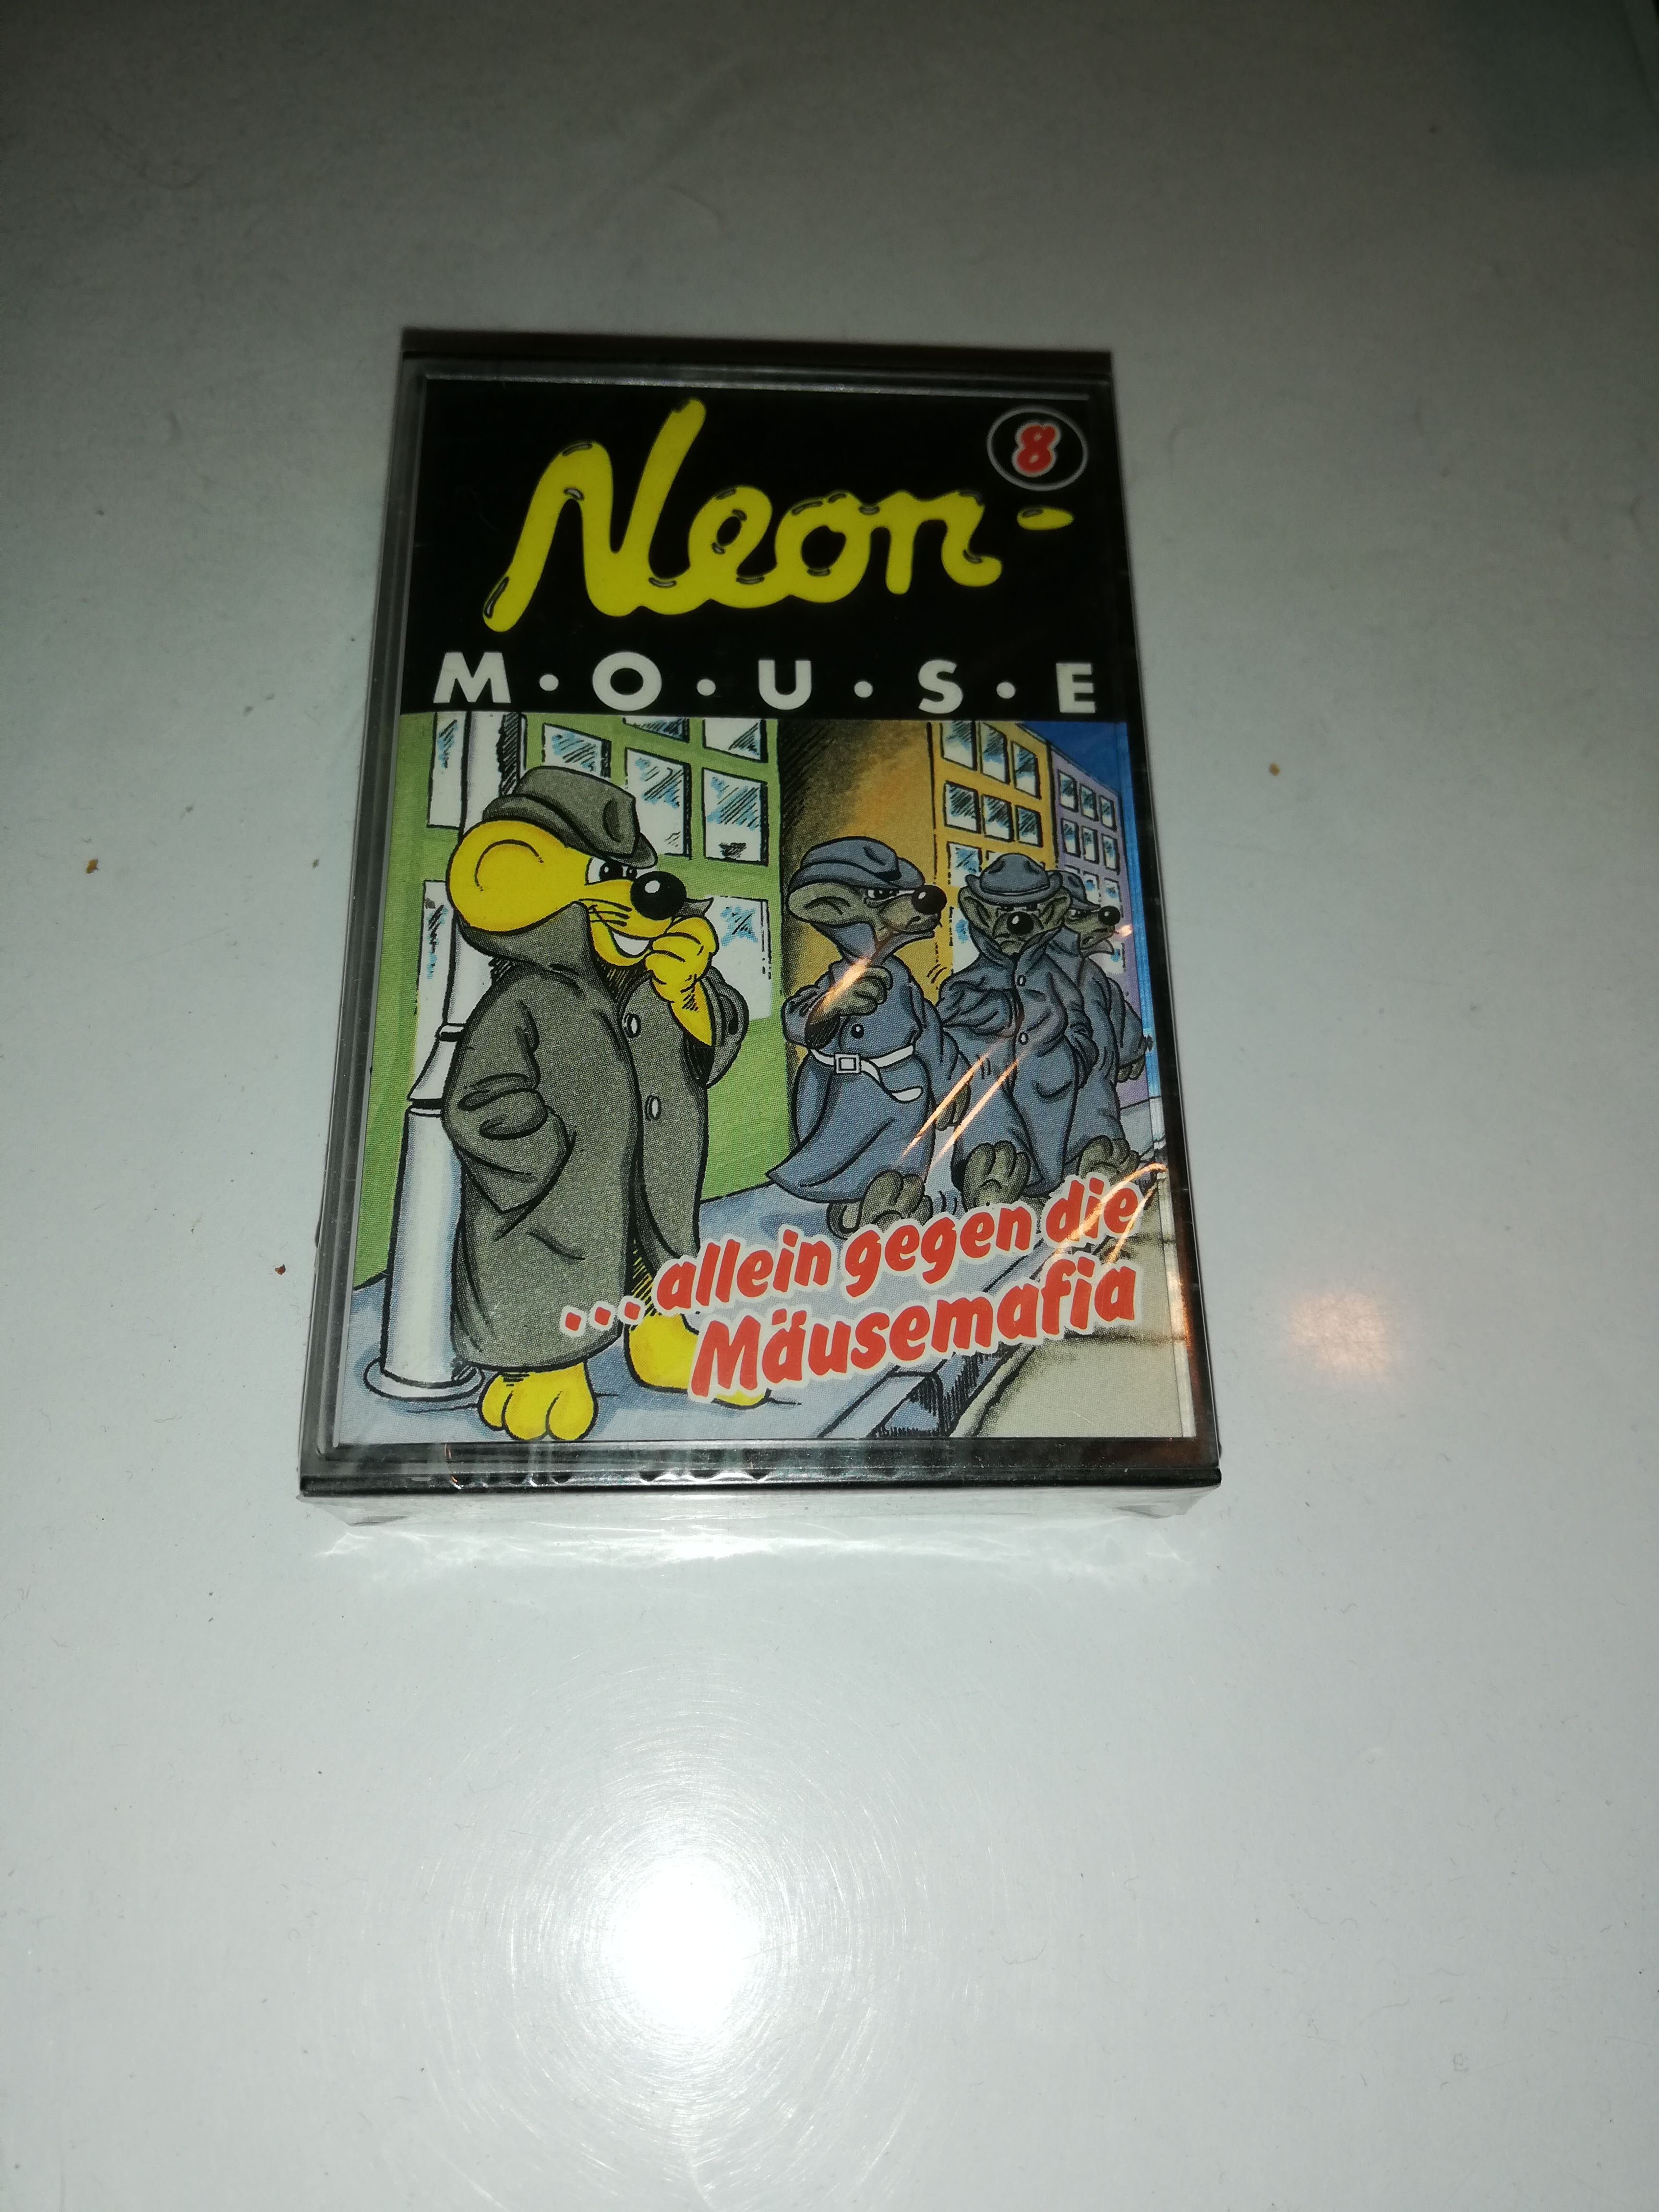 8
Neon-
M·O·U·S·E
...allein gegen die
Mäusemafia